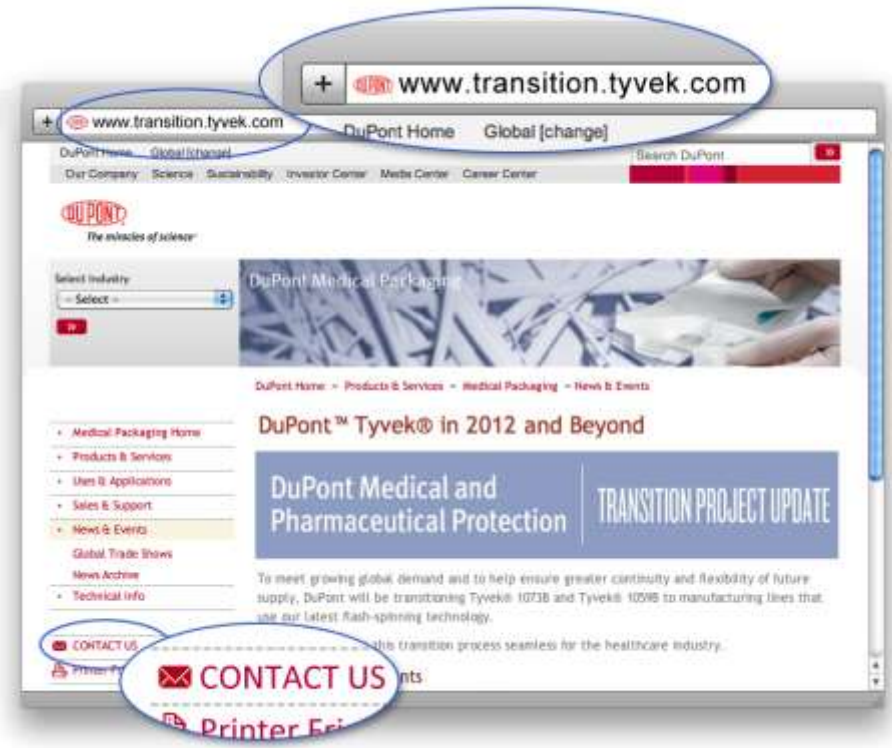 + DUPONT www.transition.tyvek.com
DuPont Home Global [change]
+ DUPONT www.transition.tyvek.com
DuPont Home Global [change]
Search DuPont »
Our Company Science Sustainability Investor Center Media Center Career Center
DUPONT
The miracles of science™
Select Industry
- Select -
»
DuPont Medical Packaging
DuPont Home - Products & Services - Medical Packaging - News & Events
Medical Packaging Home
Products & Services
Uses & Applications
Sales & Support
News & Events
Global Trade Shows
News Archive
Technical Info
CONTACT US
Printer
DuPont™ Tyvek® in 2012 and Beyond
DuPont Medical and
Pharmaceutical Protection
TRANSITION PROJECT UPDATE
To meet growing global demand and to help ensure greater continuity and flexibility of future
supply, DuPont will be transitioning Tyvek® 1073B and Tyvek® 1059B to manufacturing lines that
use our latest flash-spinning technology.
this transition process seamless for the healthcare industry.
CONTACT US
Printer